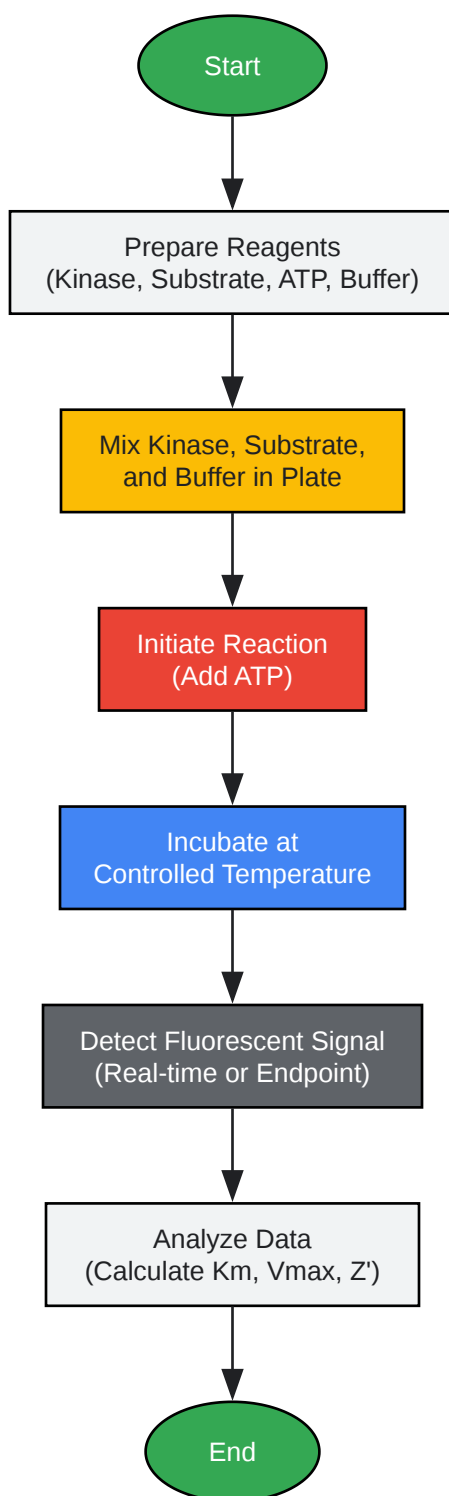 Start
Prepare Reagents
(Kinase, Substrate, ATP, Buffer)
Mix Kinase, Substrate,
and Buffer in Plate
Initiate Reaction
(Add ATP)
Incubate at
Controlled Temperature
Detect Fluorescent Signal
(Real-time or Endpoint)
Analyze Data
(Calculate Km, Vmax, Z')
End